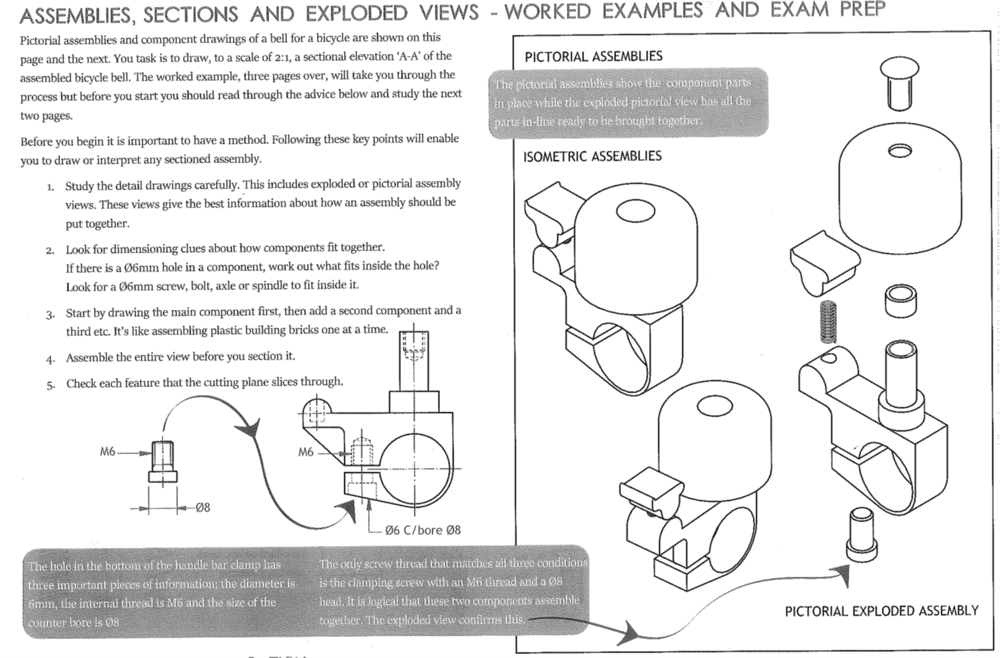 ASSEMBLIES, SECTIONS AND EXPLODED VIEWS - WORKED EXAMPLES AND EXAM PREP
Pictorial assemblies and component drawings of a bell for a bicycle are shown on this
page and the next. You task is to draw, to a scale of 2:1, a sectional elevation ‘A-A’ of the
assembled bicycle bell. The worked example, three pages over, will take you through the
process but before you start you should read through the advice below and study the next
two pages.
Before you begin it is important to have a method. Following these key points will enable
you to draw or interpret any sectioned assembly.
1. Study the detail drawings carefully. This includes exploded or pictorial assembly
views. These views give the best information about how an assembly should be
put together.
2. Look for dimensioning clues about how components fit together.
If there is a Ø6mm hole in a component, work out what fits inside the hole?
Look for a Ø6mm screw, bolt, axle or spindle to fit inside it.
3. Start by drawing the main component first, then add a second component and a
third etc. It’s like assembling plastic building bricks one at a time.
4. Assemble the entire view before you section it.
5. Check each feature that the cutting plane slices through.
M6
Ø8
M6
Ø6 C/bore Ø8
The hole in the bottom of the handle bar clamp has
three important pieces of information; the diameter is
6mm, the internal thread is M6 and the size of the
counter bore is Ø8
The only screw thread that matches all three conditions
is the clamping screw with an M6 thread and a Ø8
head. It is logical that these two components assemble
together. The exploded view confirms this.
PICTORIAL ASSEMBLIES
The pictorial assemblies show the component parts
in place while the exploded pictorial view has all the
parts in-line ready to be brought together.
ISOMETRIC ASSEMBLIES
PICTORIAL EXPLODED ASSEMBLY